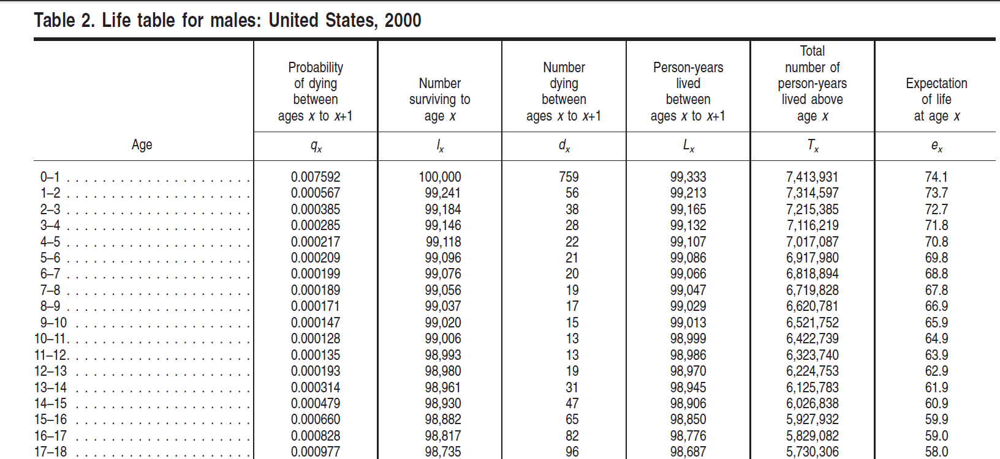 Table 2. Life table for males: United States, 2000
Total
Probability Number Person-years number of
of dying Number dying lived person-years Expectation
between surviving to between between lived above of life
ages x to x+1 age x ages x to x+1 ages x to x+1 age x at age x
Age qx lx dx Lx Tx ex
0–1 . . . . . . . . . . . . . . . . . . . . . 0.007592 100,000 759 99,333 7,413,931 74.1
1–2 . . . . . . . . . . . . . . . . . . . . . 0.000567 99,241 56 99,213 7,314,597 73.7
2–3 . . . . . . . . . . . . . . . . . . . . . 0.000385 99,184 38 99,165 7,215,385 72.7
3–4 . . . . . . . . . . . . . . . . . . . . . 0.000285 99,146 28 99,132 7,116,219 71.8
4–5 . . . . . . . . . . . . . . . . . . . . . 0.000217 99,118 22 99,107 7,017,087 70.8
5–6 . . . . . . . . . . . . . . . . . . . . . 0.000209 99,096 21 99,086 6,917,980 69.8
6–7 . . . . . . . . . . . . . . . . . . . . . 0.000199 99,076 20 99,066 6,818,894 68.8
7–8 . . . . . . . . . . . . . . . . . . . . . 0.000189 99,056 19 99,047 6,719,828 67.8
8–9 . . . . . . . . . . . . . . . . . . . . . 0.000171 99,037 17 99,029 6,620,781 66.9
9–10 . . . . . . . . . . . . . . . . . . . . 0.000147 99,020 15 99,013 6,521,752 65.9
10–11. . . . . . . . . . . . . . . . . . . . . 0.000128 99,006 13 98,999 6,422,739 64.9
11–12. . . . . . . . . . . . . . . . . . . . . 0.000135 98,993 13 98,986 6,323,740 63.9
12–13 . . . . . . . . . . . . . . . . . . . . 0.000193 98,980 19 98,970 6,224,753 62.9
13–14 . . . . . . . . . . . . . . . . . . . . 0.000314 98,961 31 98,945 6,125,783 61.9
14–15 . . . . . . . . . . . . . . . . . . . . 0.000479 98,930 47 98,906 6,026,838 60.9
15–16 . . . . . . . . . . . . . . . . . . . . 0.000660 98,882 65 98,850 5,927,932 59.9
16–17 . . . . . . . . . . . . . . . . . . . . 0.000828 98,817 82 98,776 5,829,082 59.0
17–18 . . . . . . . . . . . . . . . . . . . . 0.000977 98,735 96 98,687 5,730,306 58.0